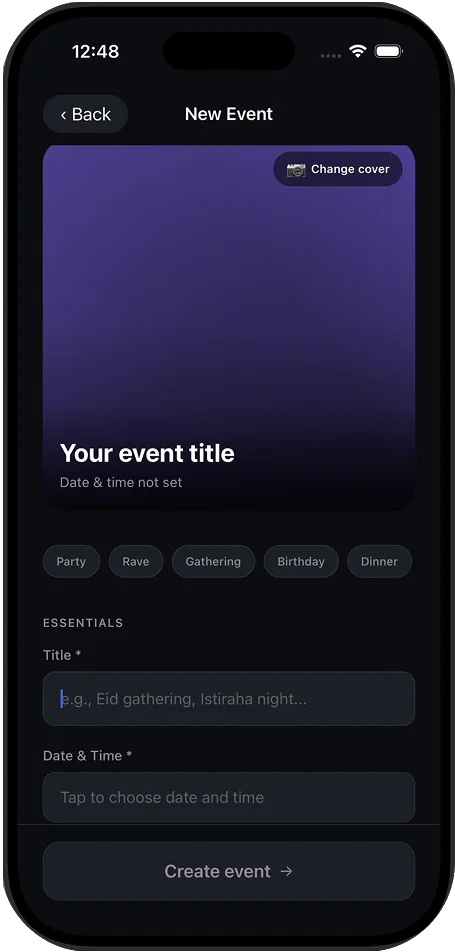 12:48
‹ Back
New Event
Change cover
Your event title
Date & time not set
Party Rave Gathering Birthday Dinner
ESSENTIALS
Title *
e.g., Eid gathering, Istiraha night...
Date & Time *
Tap to choose date and time
Create event →